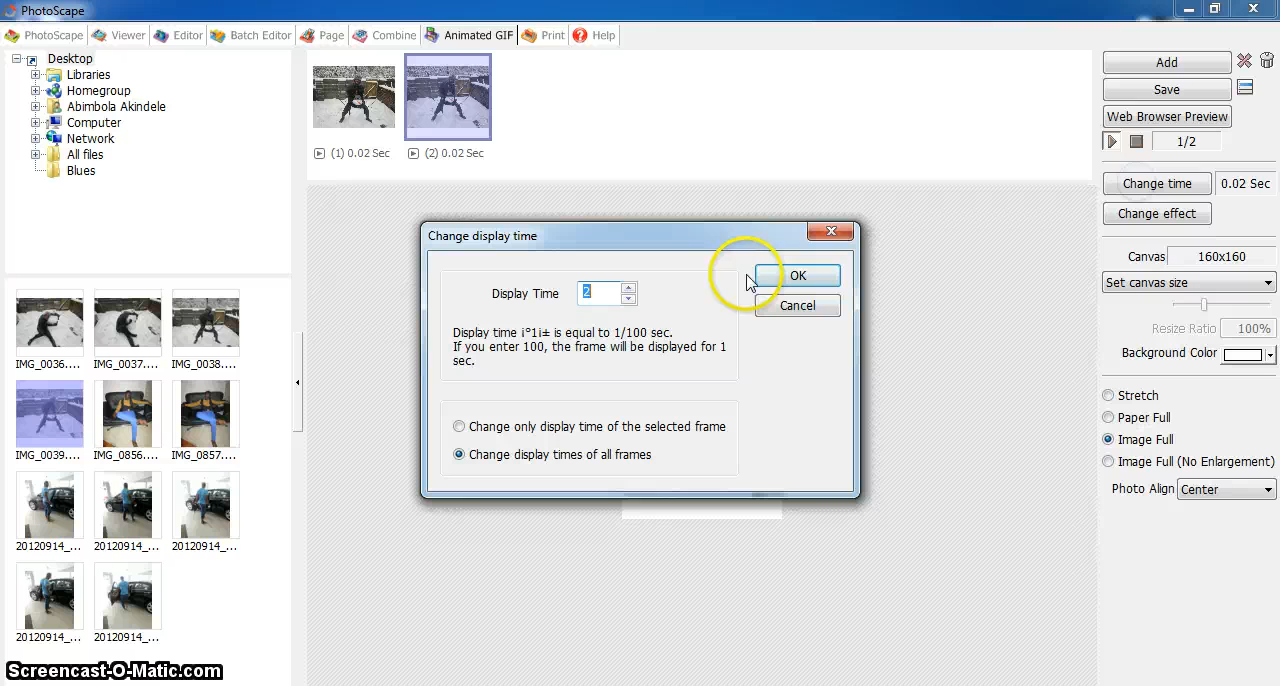 PhotoScape
PhotoScape Viewer Editor Batch Editor Page Combine Animated GIF Print Help
Desktop
Libraries
Homegroup
Abimbola Akindele
Computer
Network
All files
Blues
(1) 0.02 Sec (2) 0.02 Sec
Add
Save
Web Browser Preview
1/2
Change time 0.02 Sec
Change effect
Canvas 160x160
Set canvas size
Resize Ratio 100%
Background Color
Stretch
Paper Full
Image Full
Image Full (No Enlargement)
Photo Align Center
Change display time
OK
Display Time 2
Cancel
Display time i°1i± is equal to 1/100 sec.
If you enter 100, the frame will be displayed for 1
sec.
Change only display time of the selected frame
Change display times of all frames
IMG_0036.... IMG_0037.... IMG_0038....
IMG_0039.... IMG_0856.... IMG_0857....
20120914_... 20120914_... 20120914_...
20120914_... 20120914_...
Screencast-O-Matic.com